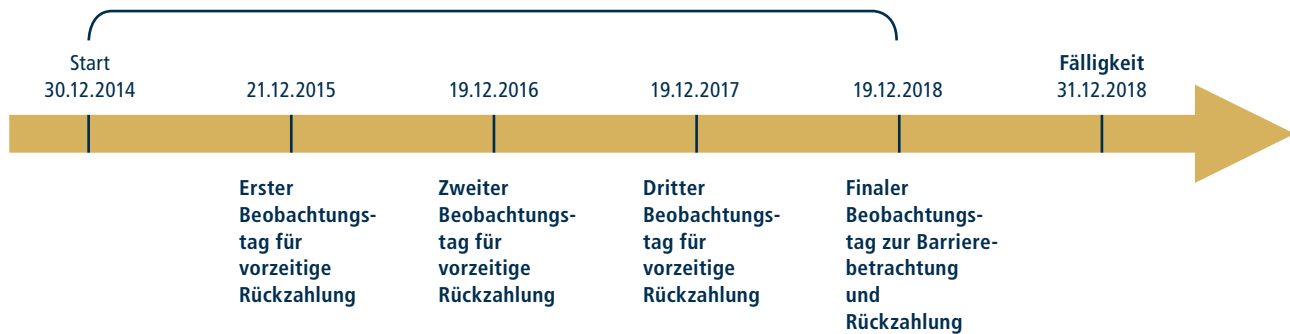 Start
30.12.2014
21.12.2015
19.12.2016
19.12.2017
19.12.2018
Fälligkeit
31.12.2018
Erster
Beobachtungs-
tag für
vorzeitige
Rückzahlung
Zweiter
Beobachtungs-
tag für
vorzeitige
Rückzahlung
Dritter
Beobachtungs-
tag für
vorzeitige
Rückzahlung
Finaler
Beobachtungs-
tag zur Barriere-
betrachtung
und
Rückzahlung